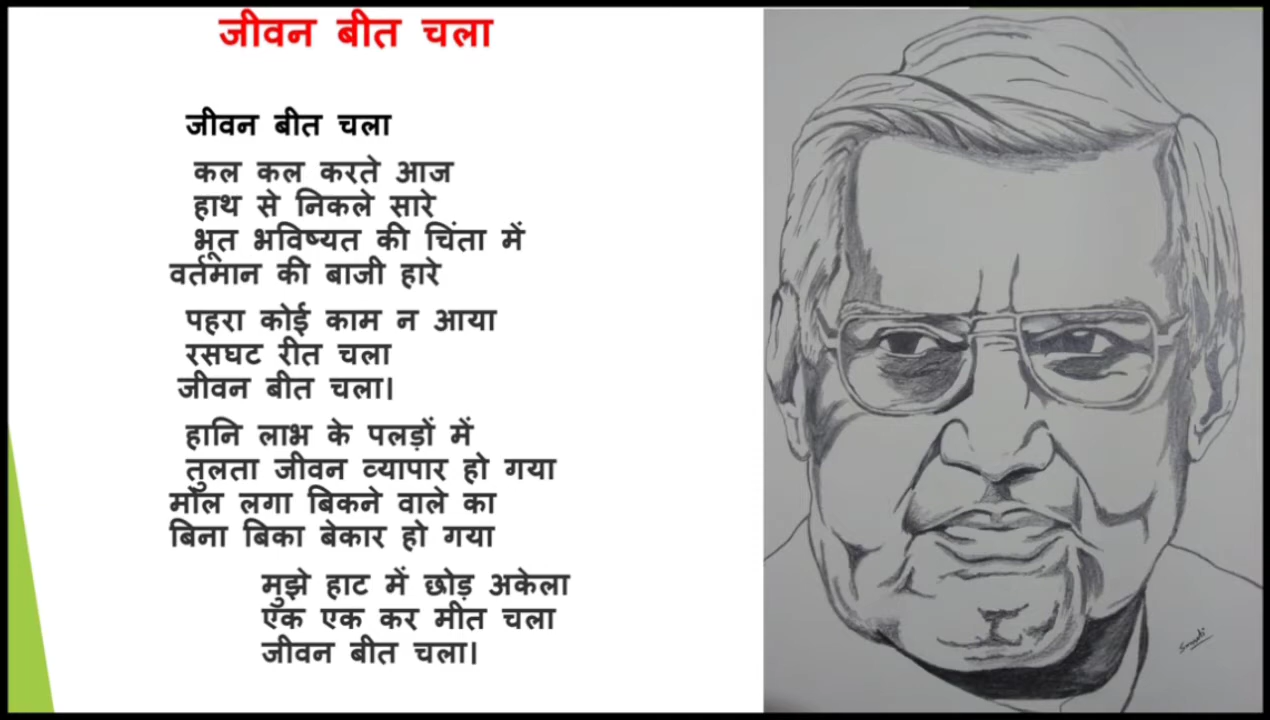 जीवन बीत चला
जीवन बीत चला
कल कल करते आज
हाथ से निकले सारे
भूत भविष्यत की चिंता में
वर्तमान की बाजी हारे
पहरा कोई काम न आया
रसघट रीत चला
जीवन बीत चला।
हानि लाभ के पलड़ों में
तुलता जीवन व्यापार हो गया
मोल लगा बिकने वाले का
बिना बिका बेकार हो गया
मुझे हाट में छोड़ अकेला
एक एक कर मीत चला
जीवन बीत चला।